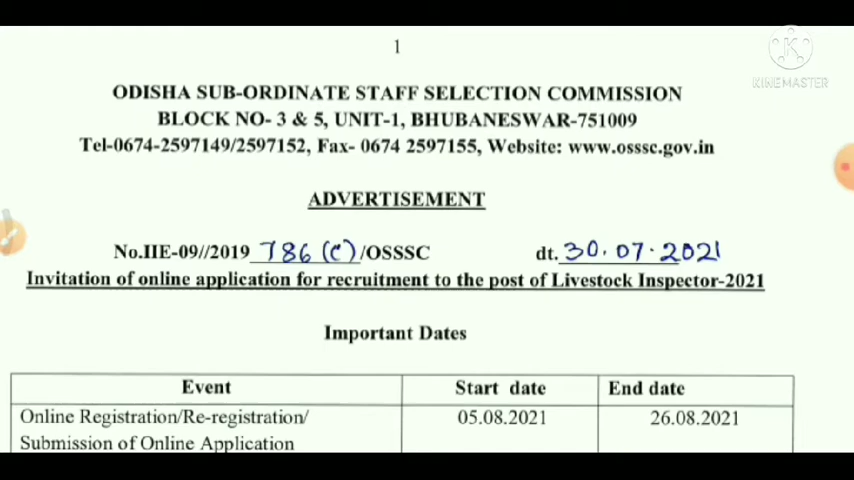 1
KINEMASTER
ODISHA SUB-ORDINATE STAFF SELECTION COMMISSION
BLOCK NO- 3 & 5, UNIT-1, BHUBANESWAR-751009
Tel-0674-2597149/2597152, Fax- 0674 2597155, Website: www.osssc.gov.in
ADVERTISEMENT
No.IIE-09//2019 786 (C)/OSSSC dt. 30.07.2021
Invitation of online application for recruitment to the post of Livestock Inspector-2021
Important Dates
Event Start date End date
Online Registration/Re-registration/ 05.08.2021 26.08.2021
Submission of Online Application